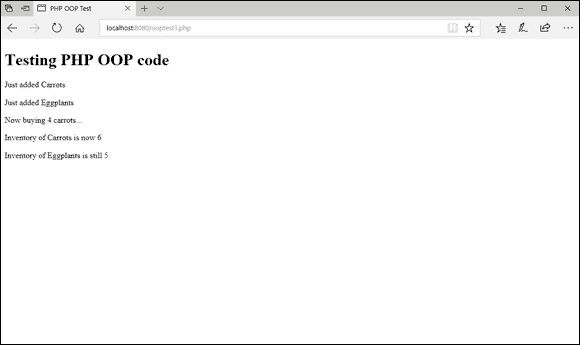 PHP OOP Test
localhost:8080/ooptest1.php
Testing PHP OOP code
Just added Carrots
Just added Eggplants
Now buying 4 carrots...
Inventory of Carrots is now 6
Inventory of Eggplants is still 5